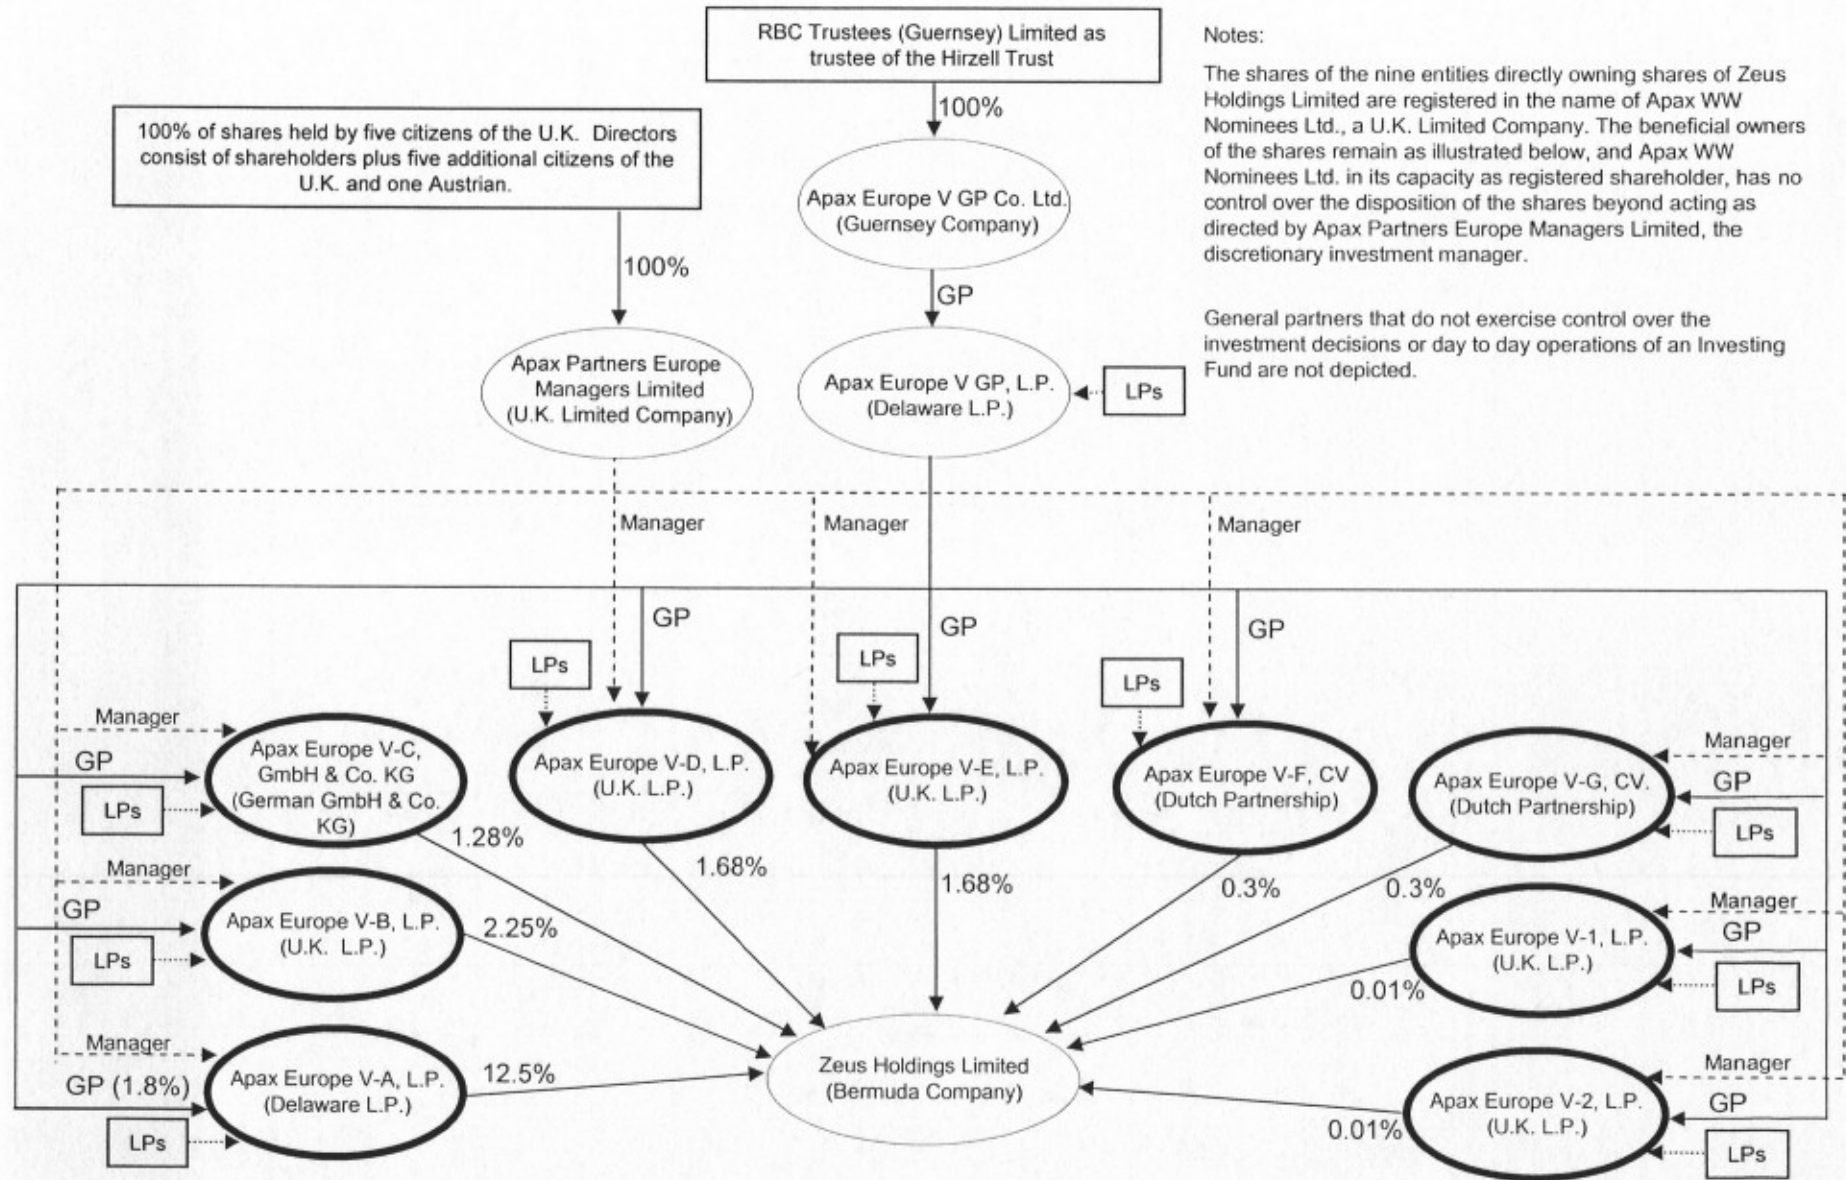 RBC Trustees (Guernsey) Limited as
trustee of the Hirzell Trust
100%
100% of shares held by five citizens of the U.K. Directors
consist of shareholders plus five additional citizens of the
U.K. and one Austrian.
100%
Apax Europe V GP Co. Ltd.
(Guernsey Company)
GP
Notes:
The shares of the nine entities directly owning shares of Zeus
Holdings Limited are registered in the name of Apax WW
Nominees Ltd., a U.K. Limited Company. The beneficial owners
of the shares remain as illustrated below, and Apax WW
Nominees Ltd. in its capacity as registered shareholder, has no
control over the disposition of the shares beyond acting as
directed by Apax Partners Europe Managers Limited, the
discretionary investment manager.
General partners that do not exercise control over the
investment decisions or day to day operations of an Investing
Fund are not depicted.
Apax Partners Europe
Managers Limited
(U.K. Limited Company)
Apax Europe V GP, L.P.
(Delaware L.P.)
LPs
Manager
Manager
Manager
GP
GP
GP
LPs
LPs
LPs
Manager
GP
LPs
Apax Europe V-C,
GmbH & Co. KG
(German GmbH & Co.
KG)
1.28%
Apax Europe V-D, L.P.
(U.K. L.P.)
1.68%
Apax Europe V-E, L.P.
(U.K. L.P.)
1.68%
Apax Europe V-F, CV
(Dutch Partnership)
0.3%
Apax Europe V-G, CV.
(Dutch Partnership)
0.3%
Manager
GP
LPs
Manager
GP
LPs
Apax Europe V-B, L.P.
(U.K. L.P.)
2.25%
Apax Europe V-1, L.P.
(U.K. L.P.)
0.01%
Manager
GP
LPs
Manager
GP (1.8%)
LPs
Apax Europe V-A, L.P.
(Delaware L.P.)
12.5%
Zeus Holdings Limited
(Bermuda Company)
Apax Europe V-2, L.P.
(U.K. L.P.)
0.01%
Manager
GP
LPs